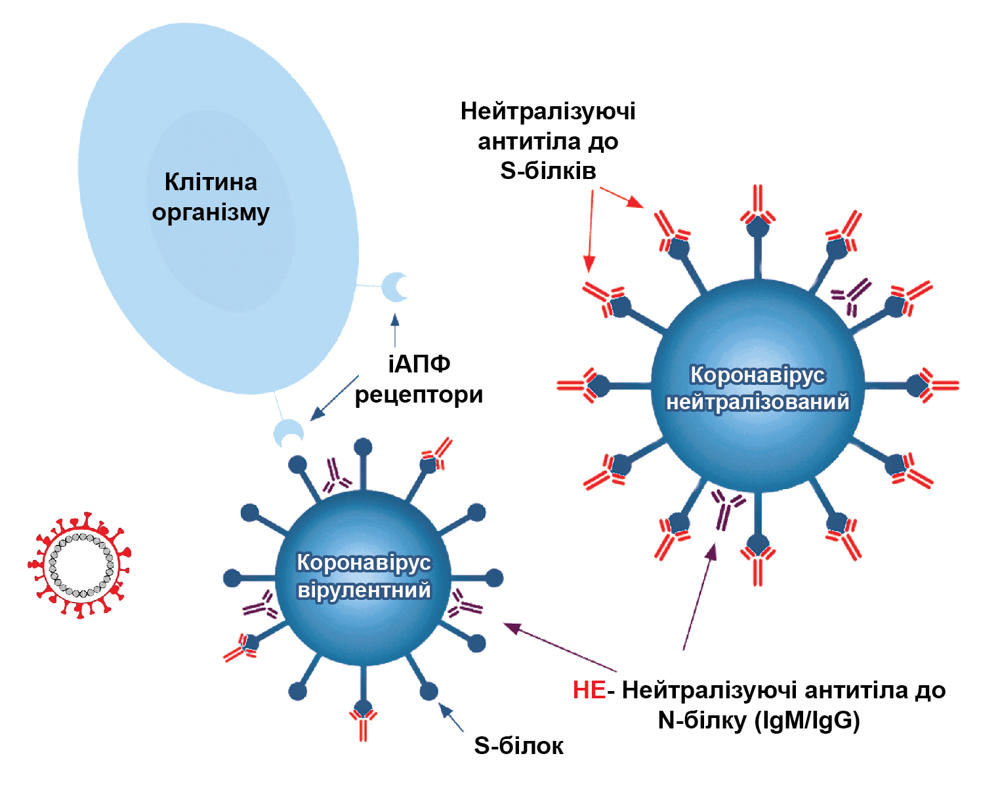 Клітина
організму
Нейтралізуючі
антитіла до
S-білків
іАПФ
рецептори
Коронавірус
нейтралізований
Коронавірус
вірулентний
НЕ- Нейтралізуючі антитіла до
N-білку (IgM/IgG)
S-білок